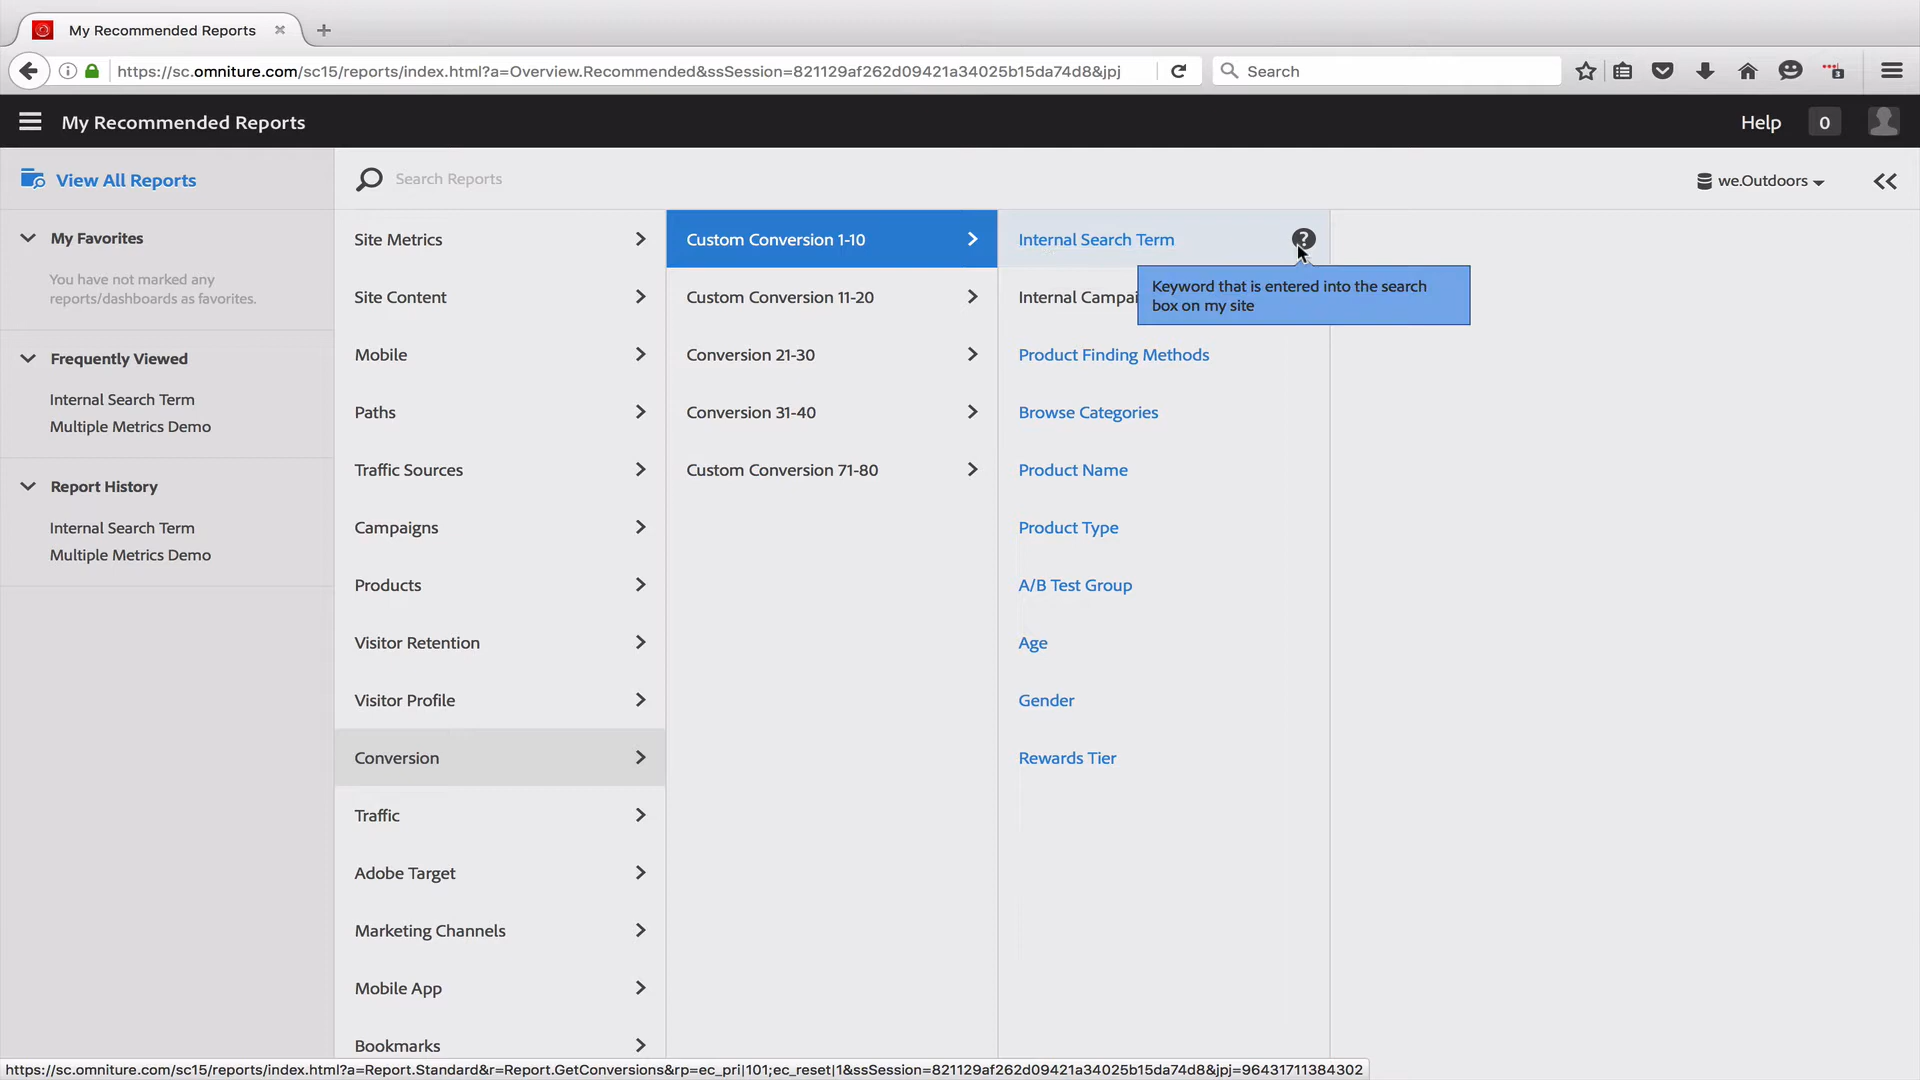 My Recommended Reports
https://sc.omniture.com/sc15/reports/index.html?a=Overview.Recommended&ssSession=821129af262d09421a34025b15da74d8&jpj
Search
My Recommended Reports
Help
0
View All Reports
Search Reports
we.Outdoors
My Favorites
You have not marked any
reports/dashboards as favorites.
Frequently Viewed
Internal Search Term
Multiple Metrics Demo
Report History
Internal Search Term
Multiple Metrics Demo
Site Metrics
Site Content
Mobile
Paths
Traffic Sources
Campaigns
Products
Visitor Retention
Visitor Profile
Conversion
Traffic
Adobe Target
Marketing Channels
Mobile App
Bookmarks
Custom Conversion 1-10
Custom Conversion 11-20
Conversion 21-30
Conversion 31-40
Custom Conversion 71-80
Internal Search Term
?
Keyword that is entered into the search
box on my site
Internal Campai
Product Finding Methods
Browse Categories
Product Name
Product Type
A/B Test Group
Age
Gender
Rewards Tier
https://sc.omniture.com/sc15/reports/index.html?a=Report.Standard&r=Report.GetConversions&rp=ec_pri|101;ec_reset|1&ssSession=821129af262d09421a34025b15da74d8&jpj=96431711384302